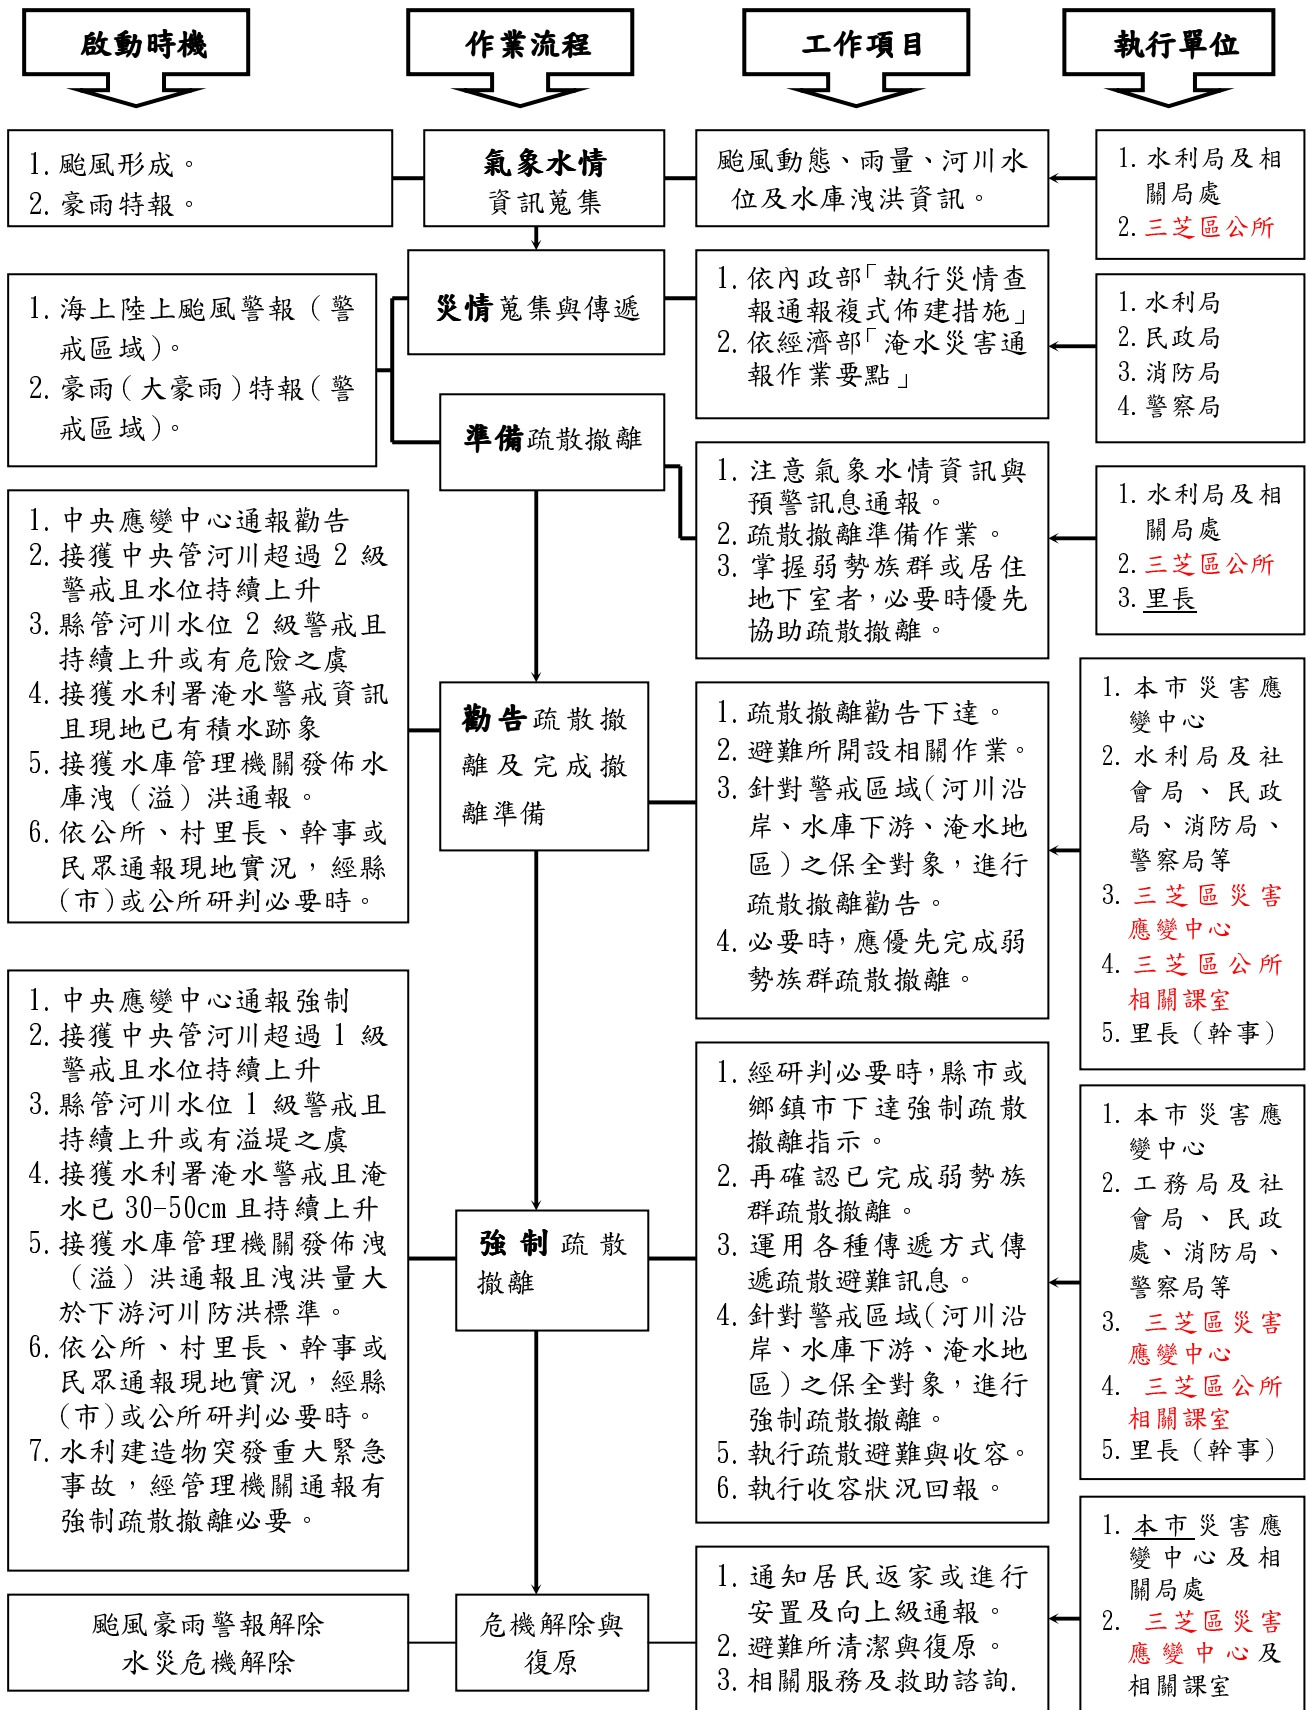 啟動時機
作業流程
工作項目
執行單位
1.颱風形成。
2.豪雨特報。
氣象水情
資訊蒐集
颱風動態、雨量、河川水
位及水庫洩洪資訊。
1.水利局及相
關局處
2.三芝區公所
1.海上陸上颱風警報(警
戒區域)。
2.豪雨(大豪雨)特報(警
戒區域)。
災情蒐集與傳遞
1.依內政部「執行災情查
報通報複式佈建措施」
2.依經濟部「淹水災害通
報作業要點」
1.水利局
2.民政局
3.消防局
4.警察局
準備疏散撤離
1.注意氣象水情資訊與
預警訊息通報。
2.疏散撤離準備作業。
3.掌握弱勢族群或居住
地下室者,必要時優先
協助疏散撤離。
1.水利局及相
關局處
2.三芝區公所
3.里長
1.中央應變中心通報勸告
2.接獲中央管河川超過 2 級
警戒且水位持續上升
3.縣管河川水位 2 級警戒且
持續上升或有危險之虞
4.接獲水利署淹水警戒資訊
且現地已有積水跡象
5.接獲水庫管理機關發佈水
庫洩(溢)洪通報。
6.依公所、村里長、幹事或
民眾通報現地實況,經縣
(市)或公所研判必要時。
勸告疏散撤
離及完成撤
離準備
1.疏散撤離勸告下達。
2.避難所開設相關作業。
3.針對警戒區域(河川沿
岸、水庫下游、淹水地
區)之保全對象,進行
疏散撤離勸告。
4.必要時,應優先完成弱
勢族群疏散撤離。
1.本市災害應
變中心
2.水利局及社
會局、民政
局、消防局、
警察局等
3.三芝區災害
應變中心
4.三芝區公所
相關課室
5.里長(幹事)
1.中央應變中心通報強制
2.接獲中央管河川超過 1 級
警戒且水位持續上升
3.縣管河川水位 1 級警戒且
持續上升或有溢堤之虞
4.接獲水利署淹水警戒且淹
水已 30-50cm 且持續上升
5.接獲水庫管理機關發佈洩
(溢)洪通報且洩洪量大
於下游河川防洪標準。
6.依公所、村里長、幹事或
民眾通報現地實況,經縣
(市)或公所研判必要時。
7.水利建造物突發重大緊急
事故,經管理機關通報有
強制疏散撤離必要。
強制疏散
撤離
1.經研判必要時,縣市或
鄉鎮市下達強制疏散
撤離指示。
2.再確認已完成弱勢族
群疏散撤離。
3.運用各種傳遞方式傳
遞疏散避難訊息。
4.針對警戒區域(河川沿
岸、水庫下游、淹水地
區)之保全對象,進行
強制疏散撤離。
5.執行疏散避難與收容。
6.執行收容狀況回報。
1.本市災害應
變中心
2.工務局及社
會局、民政
處、消防局、
警察局等
3. 三芝區災害
應變中心
4. 三芝區公所
相關課室
5.里長(幹事)
颱風豪雨警報解除
水災危機解除
危機解除與
復原
1.通知居民返家或進行
安置及向上級通報。
2.避難所清潔與復原。
3.相關服務及救助諮詢.
1.本市災害應
變中心及相
關局處
2. 三芝區災害
應變中心及
相關課室